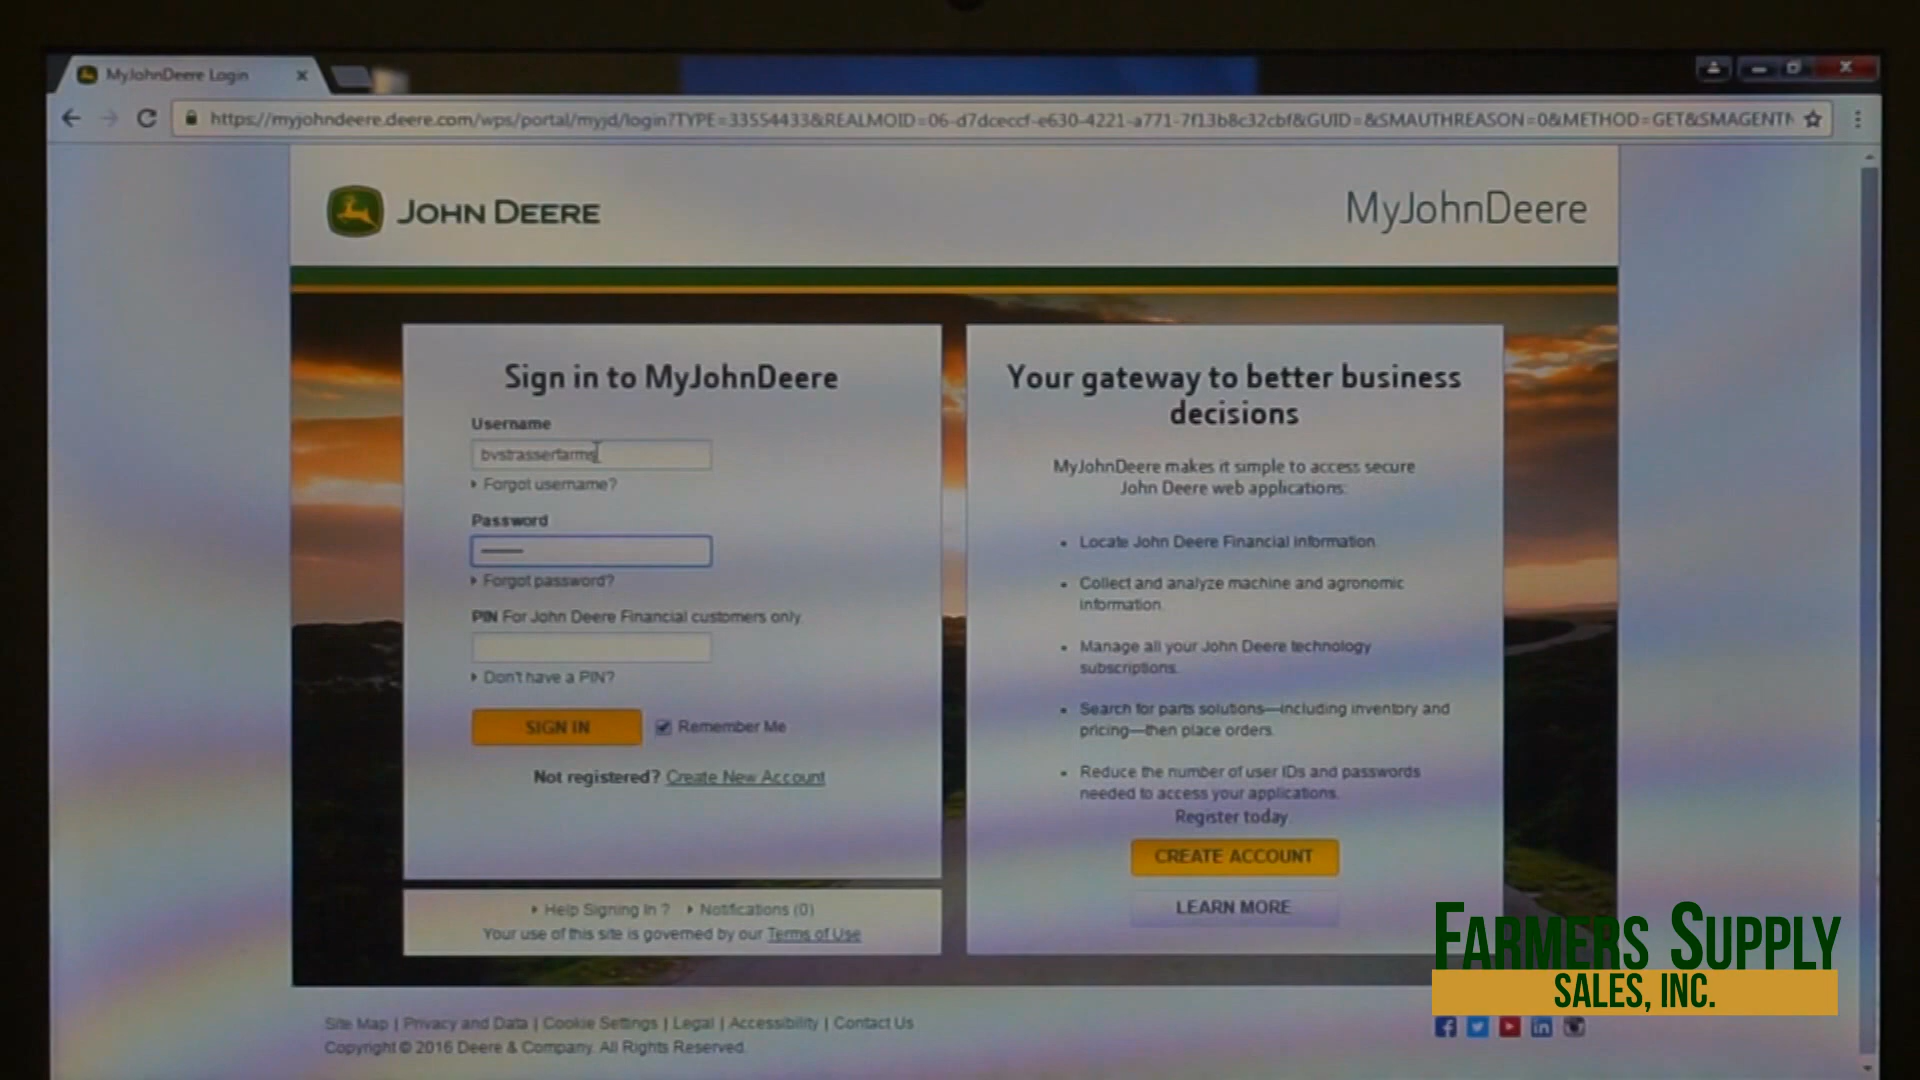 MyJohnDeere Login
https://myjohndeere.deere.com/wps/portal/myjd/login?TYPE=33554433&REALMOID=06-d7dceccf-e630-4221-a771-7f13b8c32cbf&GUID=&SMAUTHREASON=0&METHOD=GET&SMAGENTN
JOHN DEERE
MyJohnDeere
Sign in to MyJohnDeere
Username
bvstrasserfarms
Forgot username?
Password
Forgot password?
PIN For John Deere Financial customers only
Don't have a PIN?
SIGN IN
Remember Me
Not registered? Create New Account
Help Signing In ? Notifications (0)
Your use of this site is governed by our Terms of Use
Your gateway to better business
decisions
MyJohnDeere makes it simple to access secure
John Deere web applications:
• Locate John Deere Financial information.
• Collect and analyze machine and agronomic
information.
• Manage all your John Deere technology
subscriptions.
• Search for parts solutions—including inventory and
pricing—then place orders.
• Reduce the number of user IDs and passwords
needed to access your applications.
Register today
CREATE ACCOUNT
LEARN MORE
FARMERS SUPPLY
SALES, INC.
Site Map | Privacy and Data | Cookie Settings | Legal | Accessibility | Contact Us
Copyright © 2016 Deere & Company. All Rights Reserved.